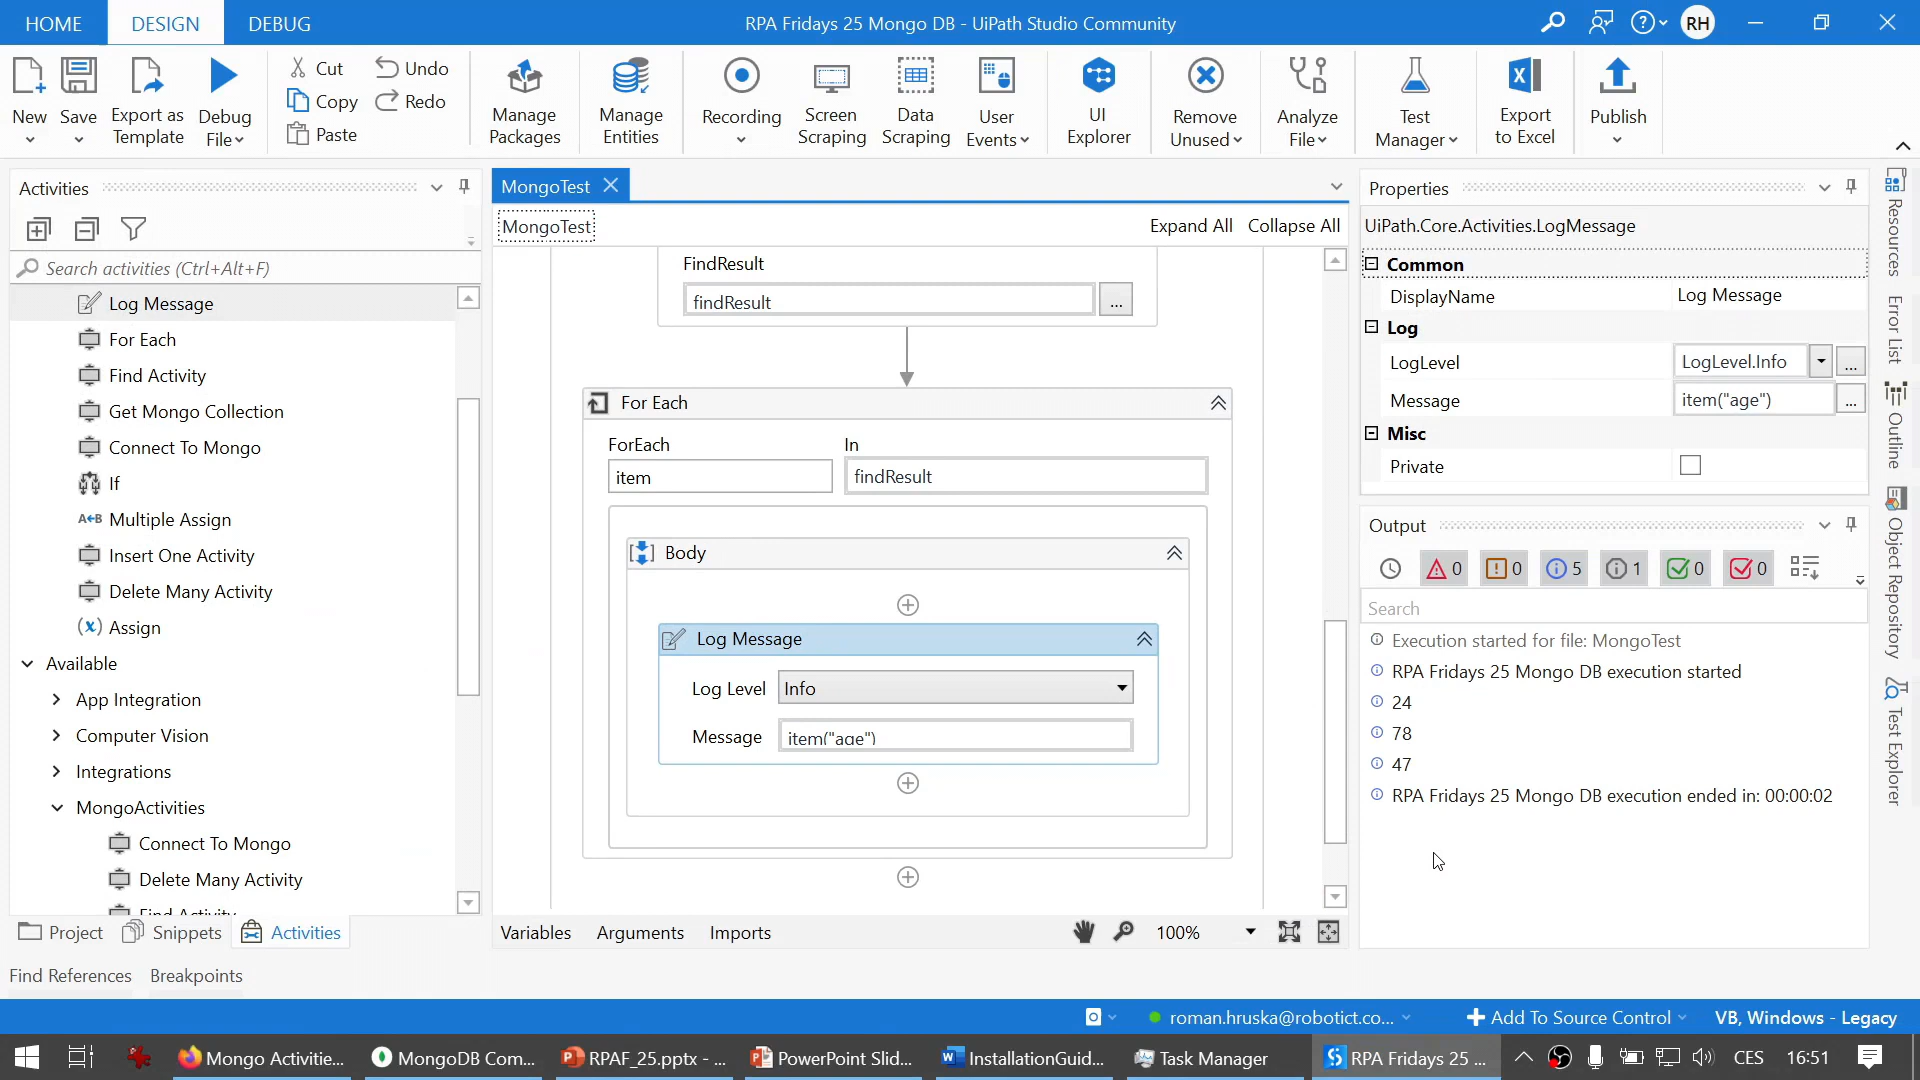 HOME
DESIGN
DEBUG
RPA Fridays 25 Mongo DB - UiPath Studio Community
RH
New
Save
Export as
Template
Debug
File
Cut
Copy
Paste
Undo
Redo
Manage
Packages
Manage
Entities
Recording
Screen
Scraping
Data
Scraping
User
Events
UI
Explorer
Remove
Unused
Analyze
File
Test
Manager
Export
to Excel
Publish
Activities
Search activities (Ctrl+Alt+F)
Log Message
For Each
Find Activity
Get Mongo Collection
Connect To Mongo
If
A←B Multiple Assign
Insert One Activity
Delete Many Activity
(x) Assign
Available
App Integration
Computer Vision
Integrations
MongoActivities
Connect To Mongo
Delete Many Activity
Find Activity
Project
Snippets
Activities
Find References
Breakpoints
MongoTest
MongoTest
Expand All
Collapse All
FindResult
findResult
...
For Each
ForEach
In
item
findResult
Body
Log Message
Log Level
Info
Message
item("age")
Variables
Arguments
Imports
100%
Properties
UiPath.Core.Activities.LogMessage
Common
DisplayName
Log Message
Log
LogLevel
LogLevel.Info
...
Message
item("age")
...
Misc
Private
Output
0
0
5
1
0
0
Search
Execution started for file: MongoTest
RPA Fridays 25 Mongo DB execution started
24
78
47
RPA Fridays 25 Mongo DB execution ended in: 00:00:02
Resources
Error List
Outline
Object Repository
Test Explorer
roman.hruska@robotict.co...
Add To Source Control
VB, Windows - Legacy
Mongo Activitie...
MongoDB Com...
RPAF_25.pptx - ...
PowerPoint Slid...
InstallationGuid...
Task Manager
RPA Fridays 25 ...
CES
16:51